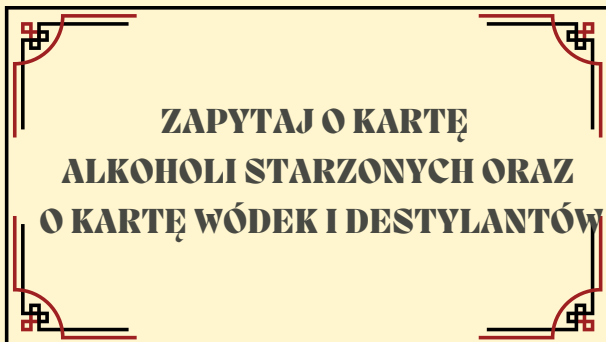 ZAPYTAJ O KARTĘ
ALKOHOLI STARZONYCH ORAZ
O KARTĘ WÓDEK I DESTYLANTÓW